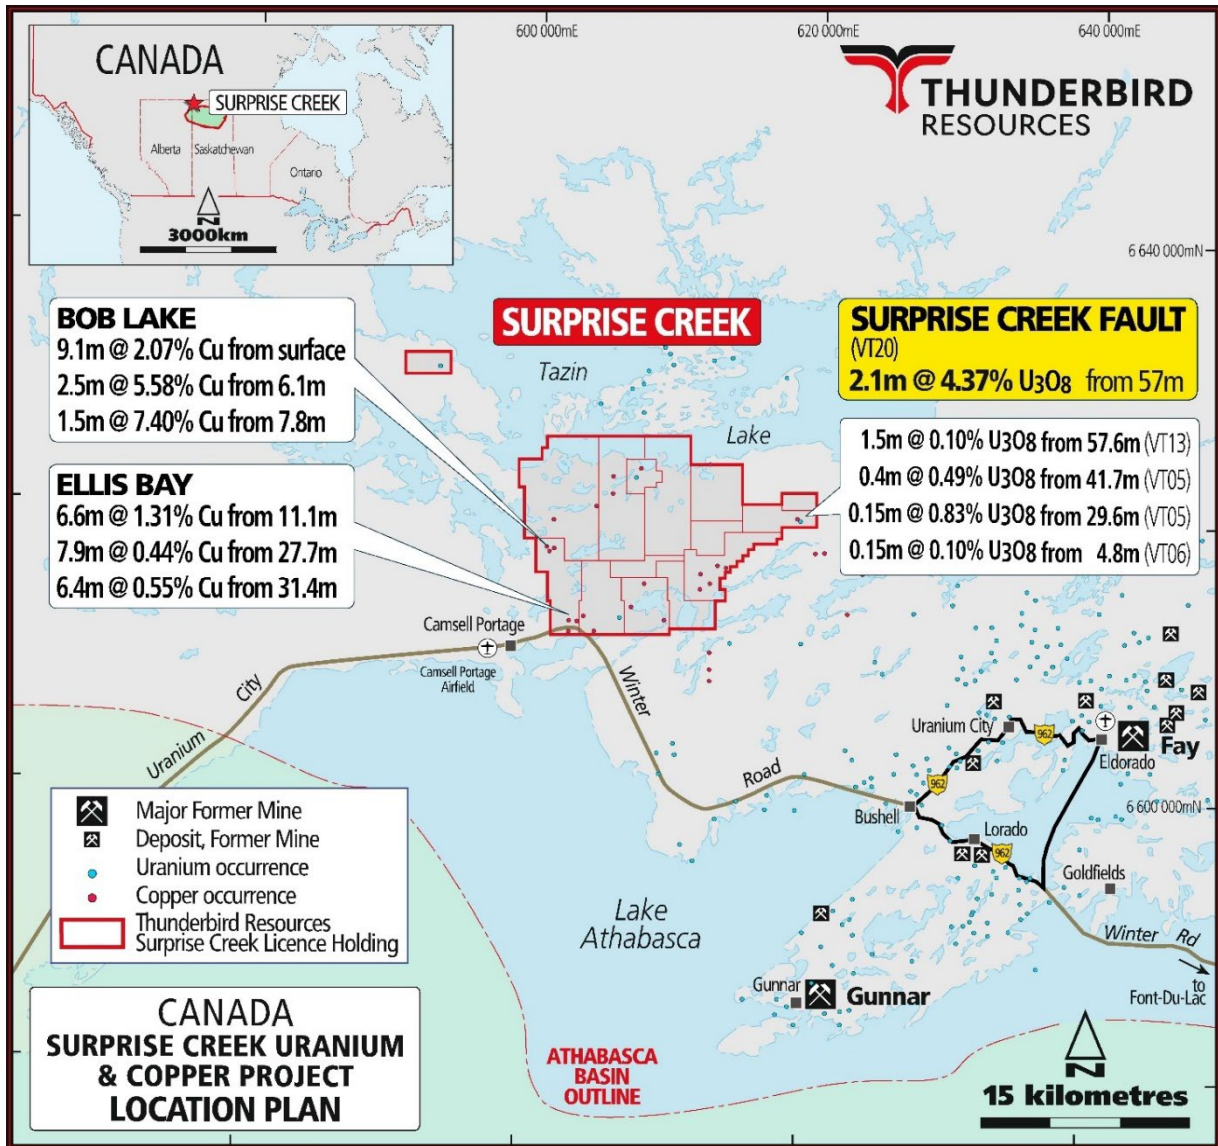 600 000mE
620 000mE
640 000mE
CANADA
SURPRISE CREEK
Alberta
Saskatchewan
Ontario
N
3000km
THUNDERBIRD
RESOURCES
6 640 000mN
BOB LAKE
9.1m @ 2.07% Cu from surface
2.5m @ 5.58% Cu from 6.1m
1.5m @ 7.40% Cu from 7.8m
SURPRISE CREEK
SURPRISE CREEK FAULT
(VT20)
2.1m @ 4.37% U3O8 from 57m
Tazin
Lake
1.5m @ 0.10% U3O8 from 57.6m (VT13)
0.4m @ 0.49% U3O8 from 41.7m (VT05)
0.15m @ 0.83% U3O8 from 29.6m (VT05)
0.15m @ 0.10% U3O8 from 4.8m (VT06)
ELLIS BAY
6.6m @ 1.31% Cu from 11.1m
7.9m @ 0.44% Cu from 27.7m
6.4m @ 0.55% Cu from 31.4m
Camsell Portage
Camsell Portage
Airfield
Uranium
City
Winter
Road
Uranium City
962
Eldorado
Fay
962
Bushell
6 600 000mN
Lorado
962
Goldfields
Major Former Mine
Deposit, Former Mine
Uranium occurrence
Copper occurrence
Thunderbird Resources
Surprise Creek Licence Holding
Lake
Athabasca
Winter Rd
to
Font-Du-Lac
Gunnar
Gunnar
CANADA
SURPRISE CREEK URANIUM
& COPPER PROJECT
LOCATION PLAN
ATHABASCA
BASIN
OUTLINE
N
15 kilometres